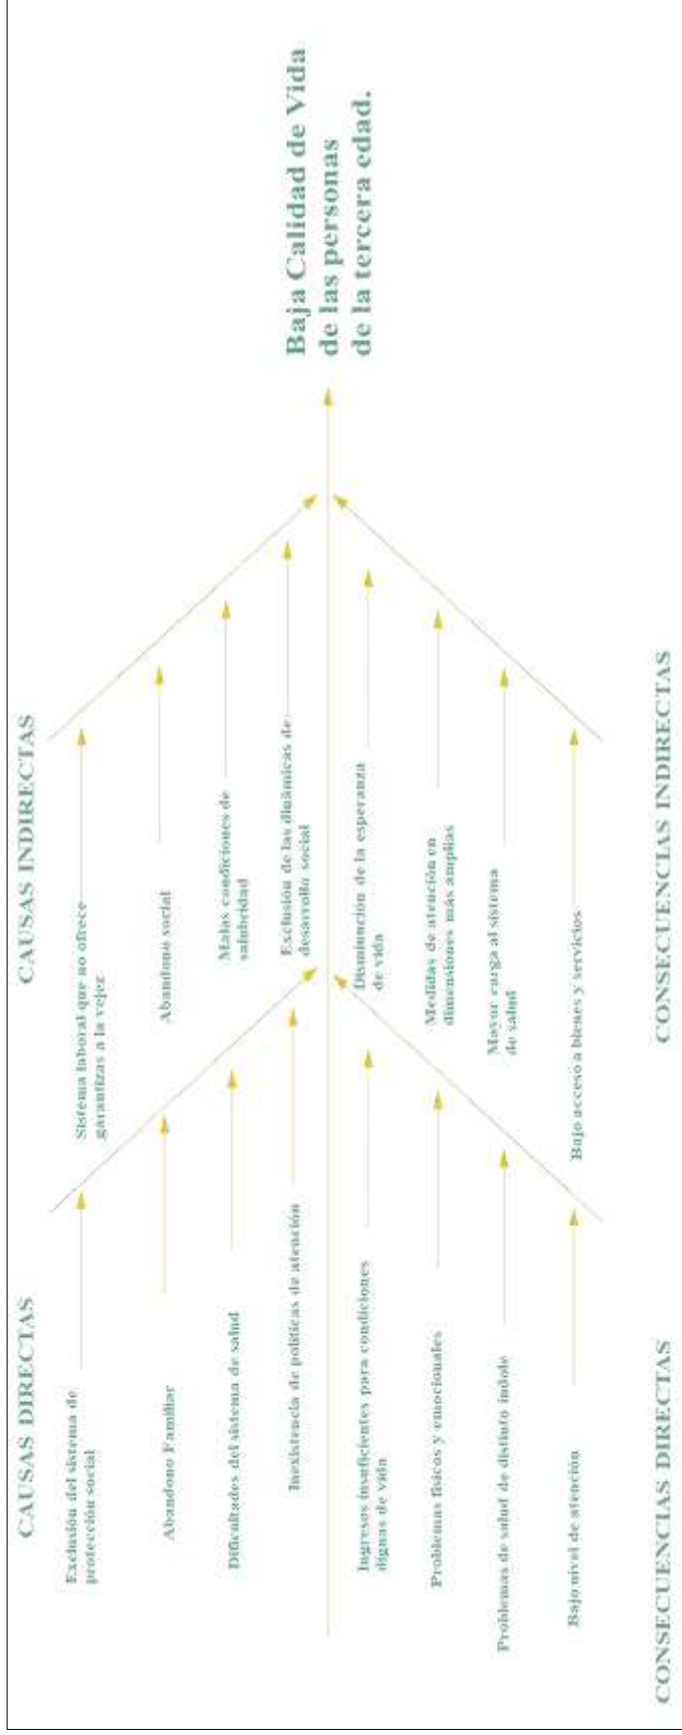 CAUSAS DIRECTAS
Exclusión del sistema de
protección social
Abandono Familiar
Dificultades del sistema de salud
Inexistencia de políticas de atención
CAUSAS INDIRECTAS
Sistema laboral que no ofrece
garantizas a la vejez
Abandono social
Malas condiciones de
salubridad
Exclusión de las dinámicas de
desarrollo social
Baja Calidad de Vida
de las personas
de la tercera edad.
Ingresos insuficientes para condiciones
dignas de vida
Problemas físicos y emocionales
Problemas de salud de distinto índole
Bajo nivel de atención
CONSECUENCIAS DIRECTAS
Disminución de la esperanza
de vida
Medidas de atención en
dimensiones más amplias
Mayor carga al sistema
de salud
Bajo acceso a bienes y servicios
CONSECUENCIAS INDIRECTAS